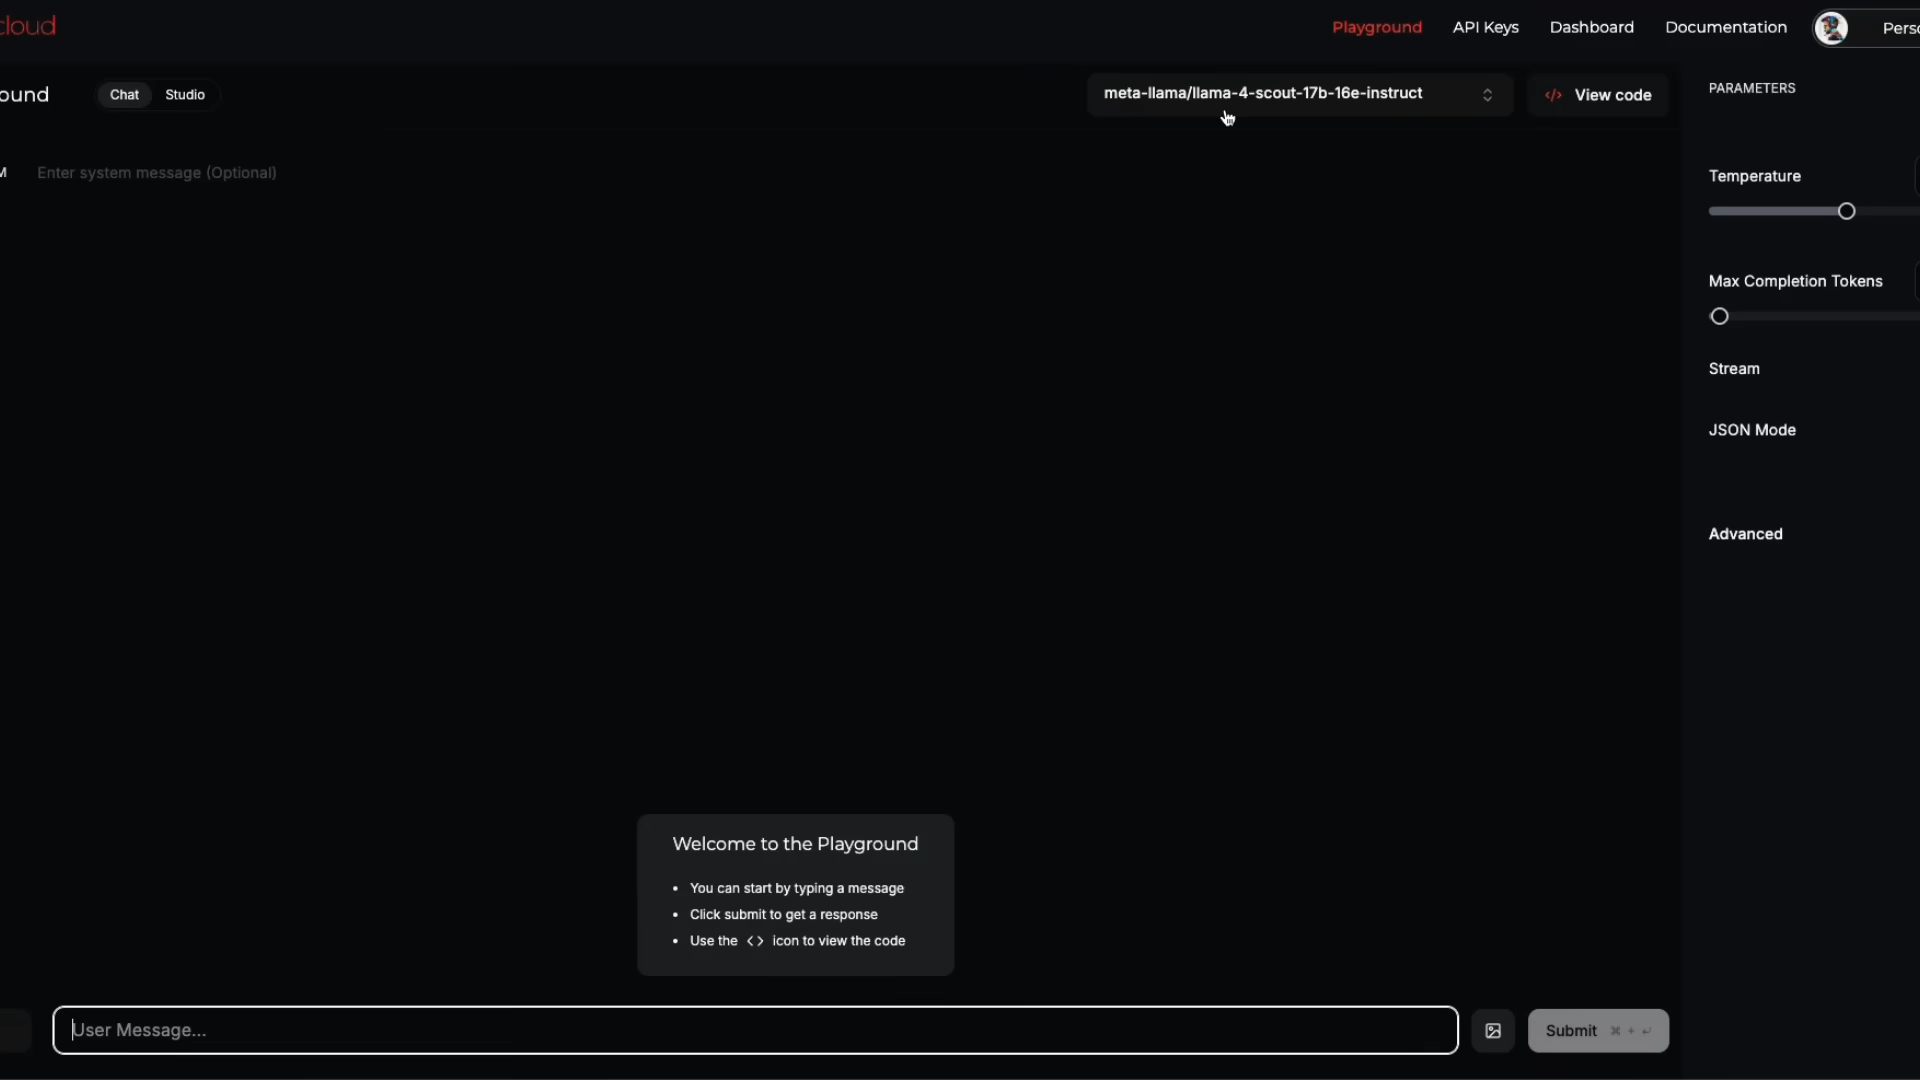 cloud
Playground API Keys Dashboard Documentation
ound Chat Studio meta-llama/llama-4-scout-17b-16e-instruct </> View code
PARAMETERS
M Enter system message (Optional)
Temperature
Max Completion Tokens
Stream
JSON Mode
Advanced
Welcome to the Playground
• You can start by typing a message
• Click submit to get a response
• Use the <> icon to view the code
User Message...
Submit ⌘ + ↵